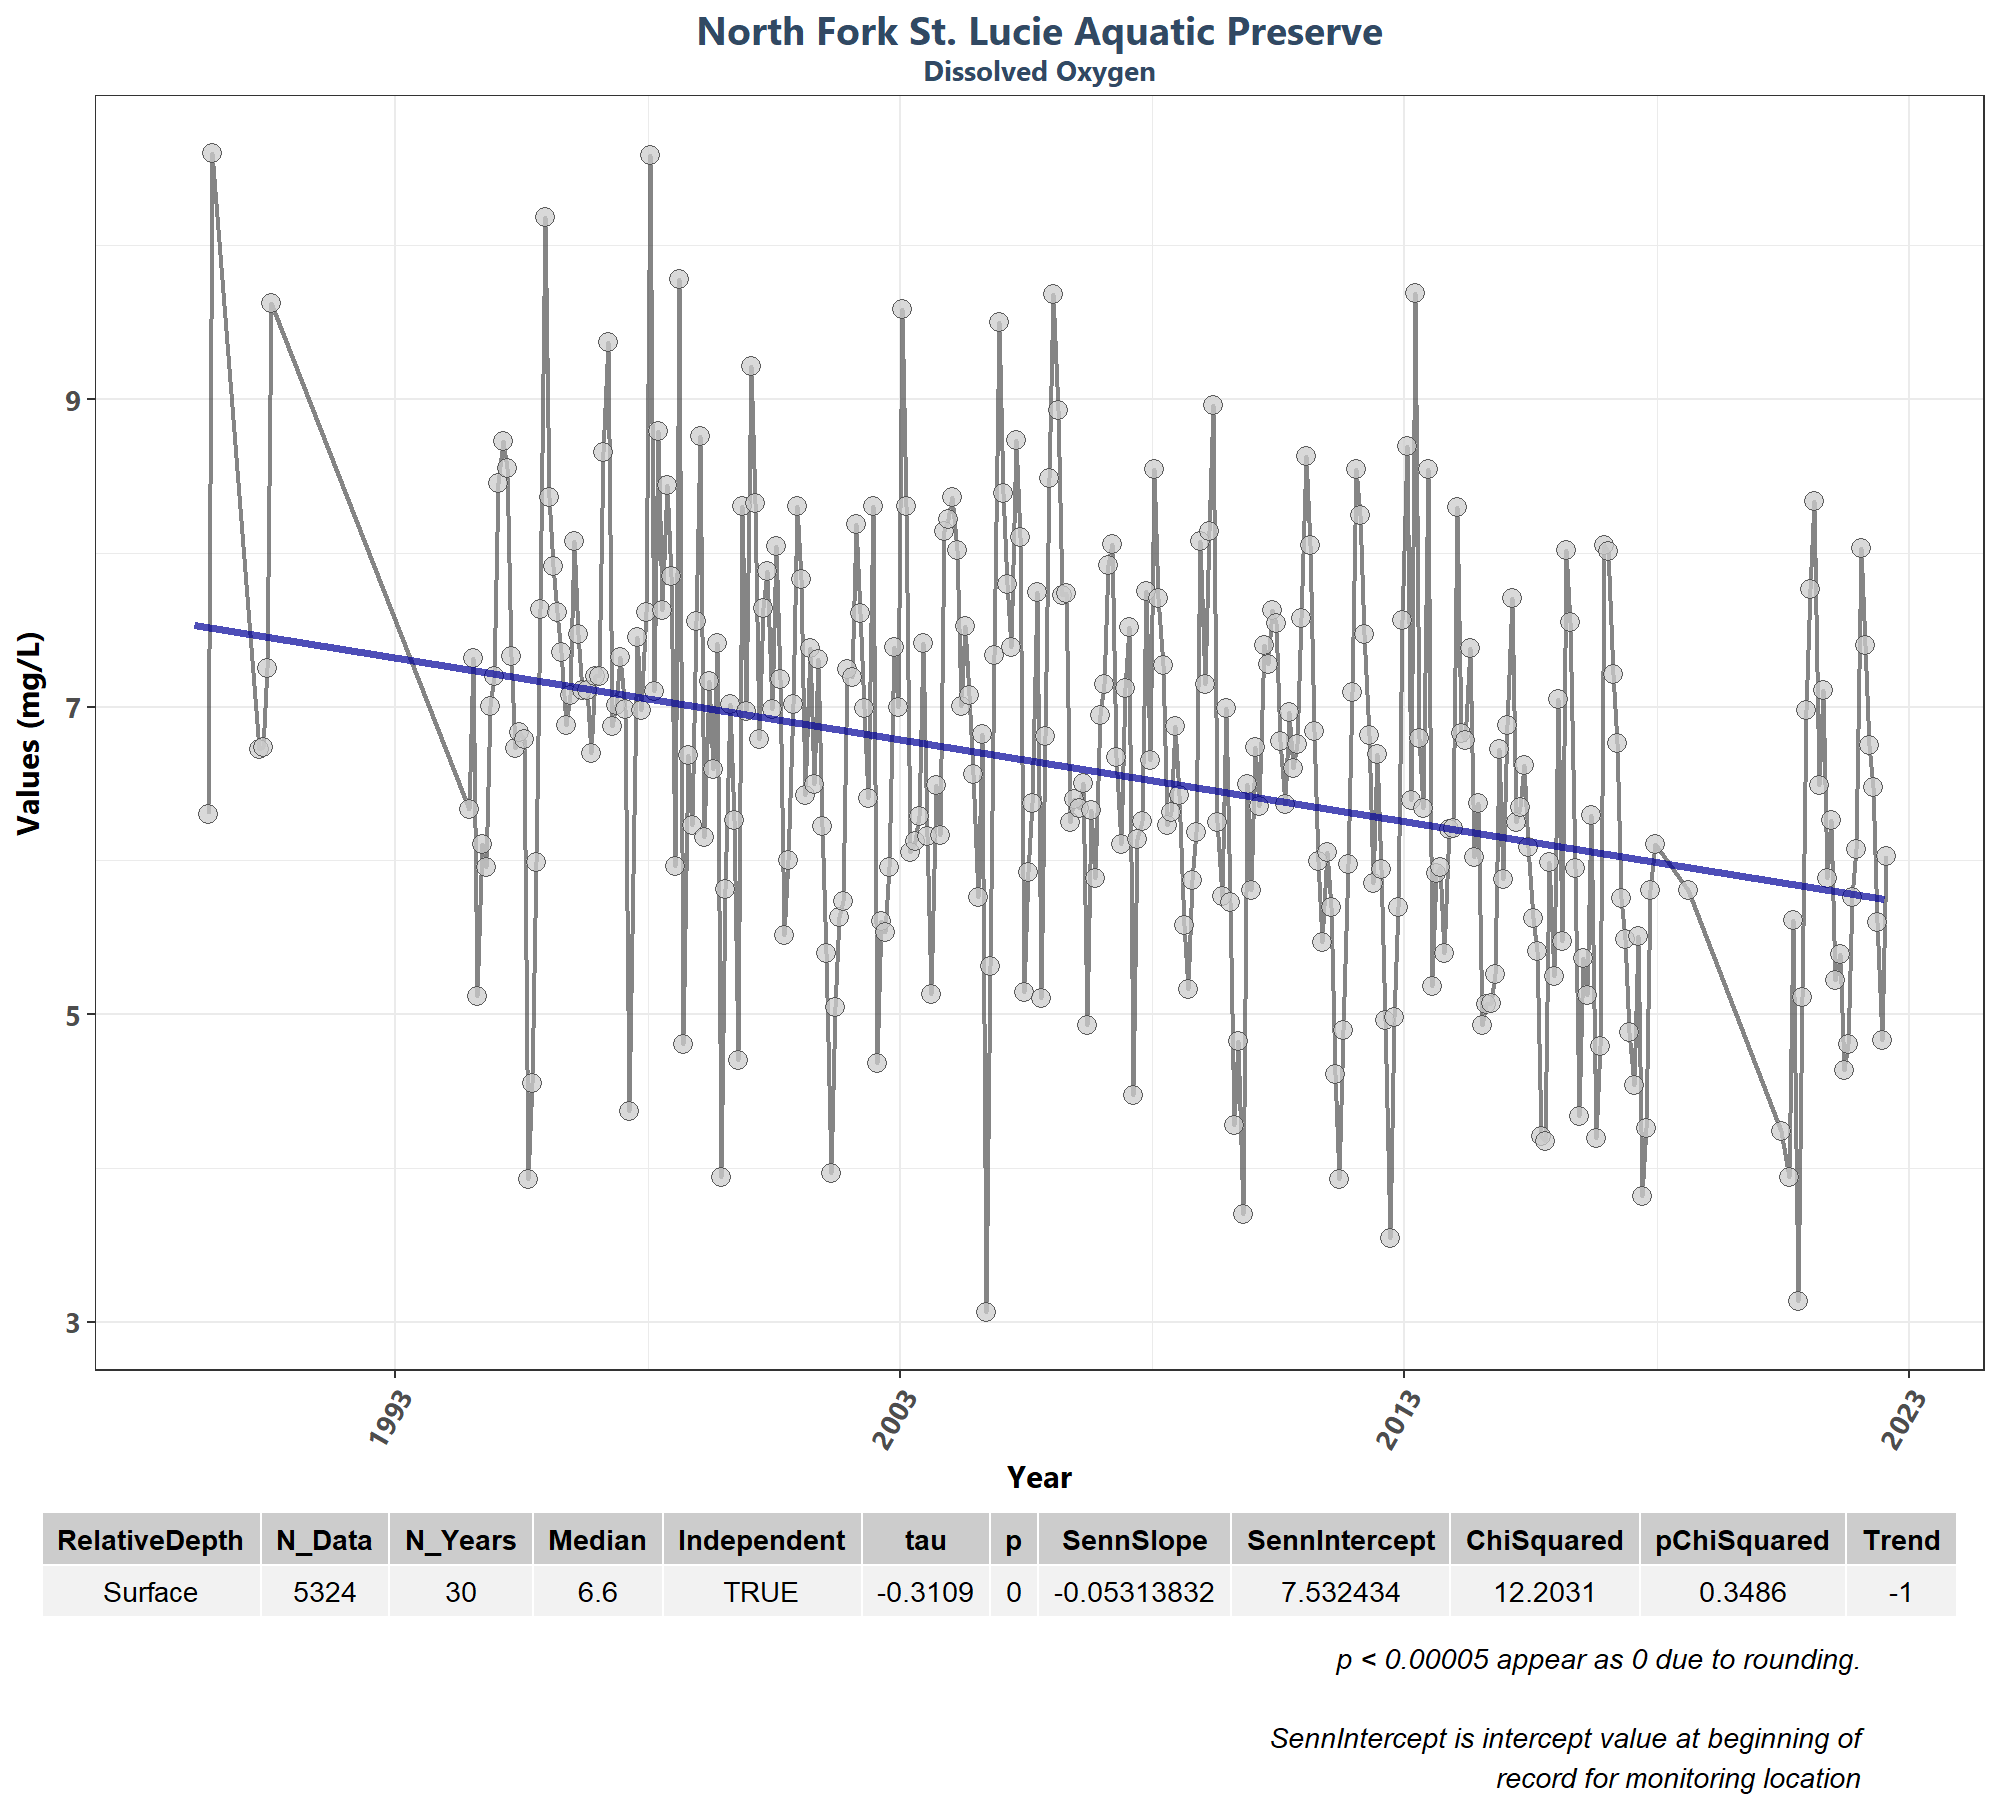 North Fork St. Lucie Aquatic Preserve
Dissolved Oxygen
Values (mg/L)
9
7
5
3
1993
2003
2013
2023
Year
RelativeDepth N_Data N_Years Median Independent tau p SennSlope SennIntercept ChiSquared pChiSquared Trend
Surface 5324 30 6.6 TRUE -0.3109 0 -0.05313832 7.532434 12.2031 0.3486 -1
p < 0.00005 appear as 0 due to rounding.
SennIntercept is intercept value at beginning of
record for monitoring location